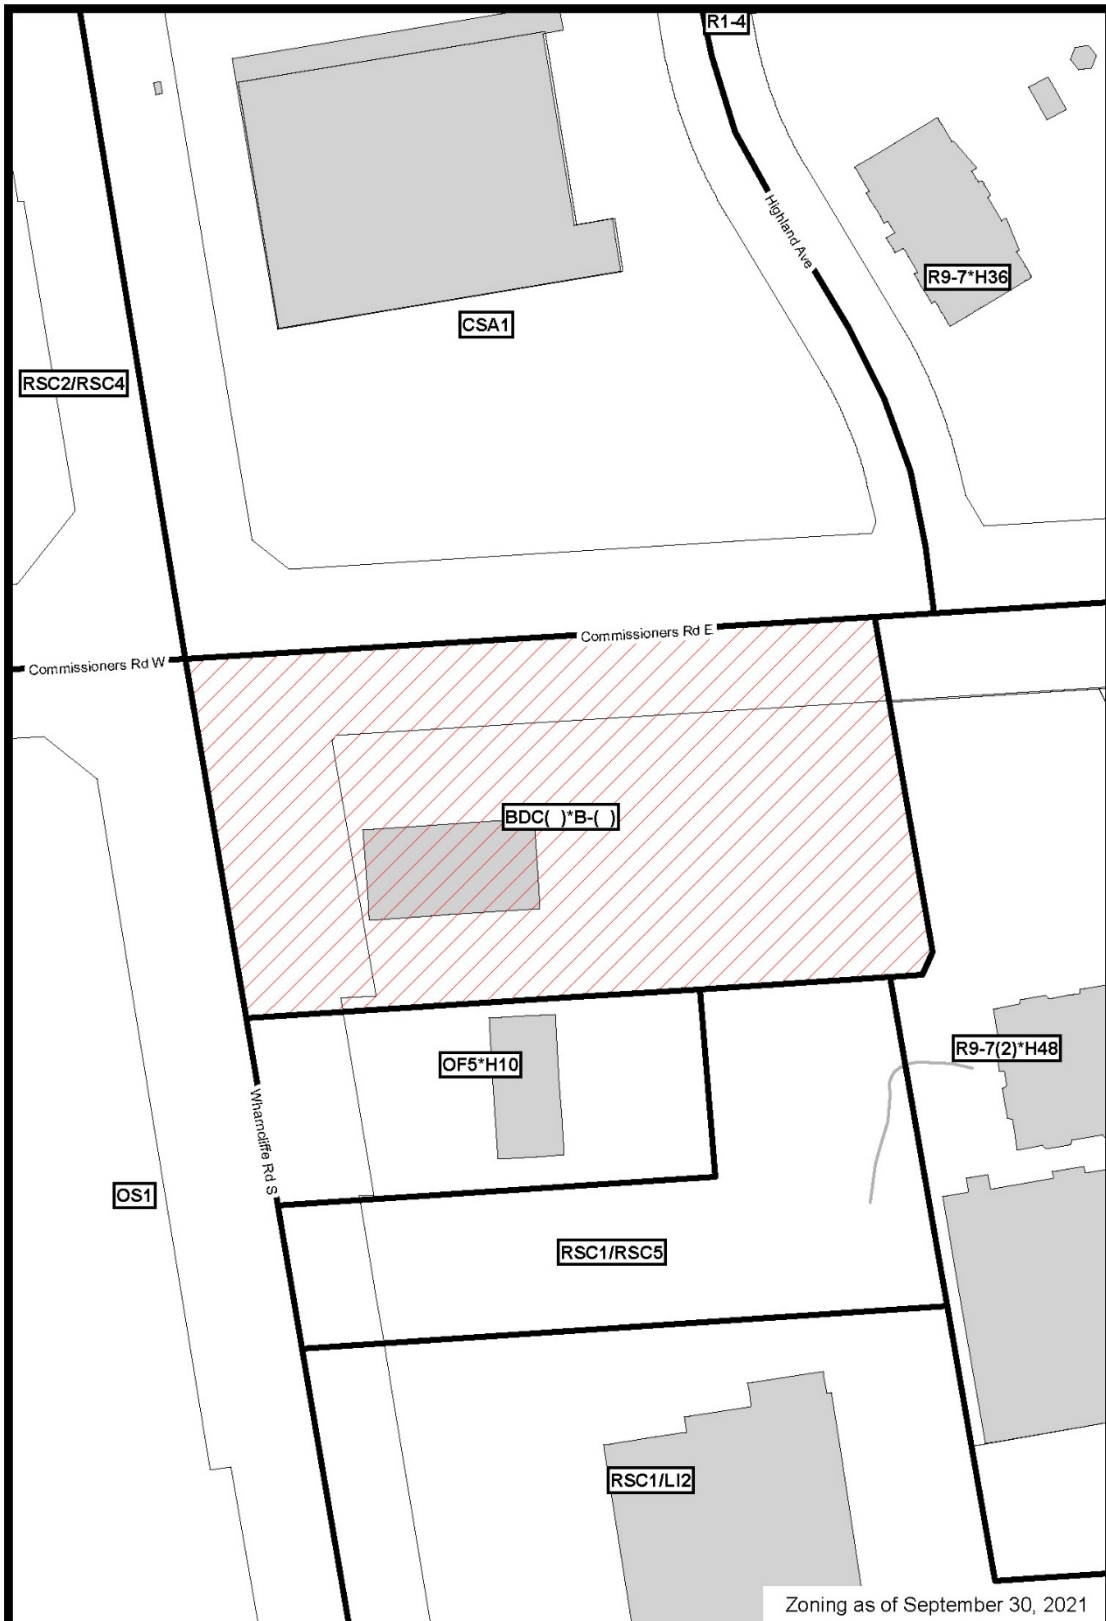 R1-4
Highland Ave
R9-7*H36
CSA1
RSC2/RSC4
Commissioners Rd E
Commissioners Rd W
BDC( )*B-( )
R9-7(2)*H48
OF5*H10
Wharncliffe Rd S
OS1
RSC1/RSC5
RSC1/LI2
Zoning as of September 30, 2021